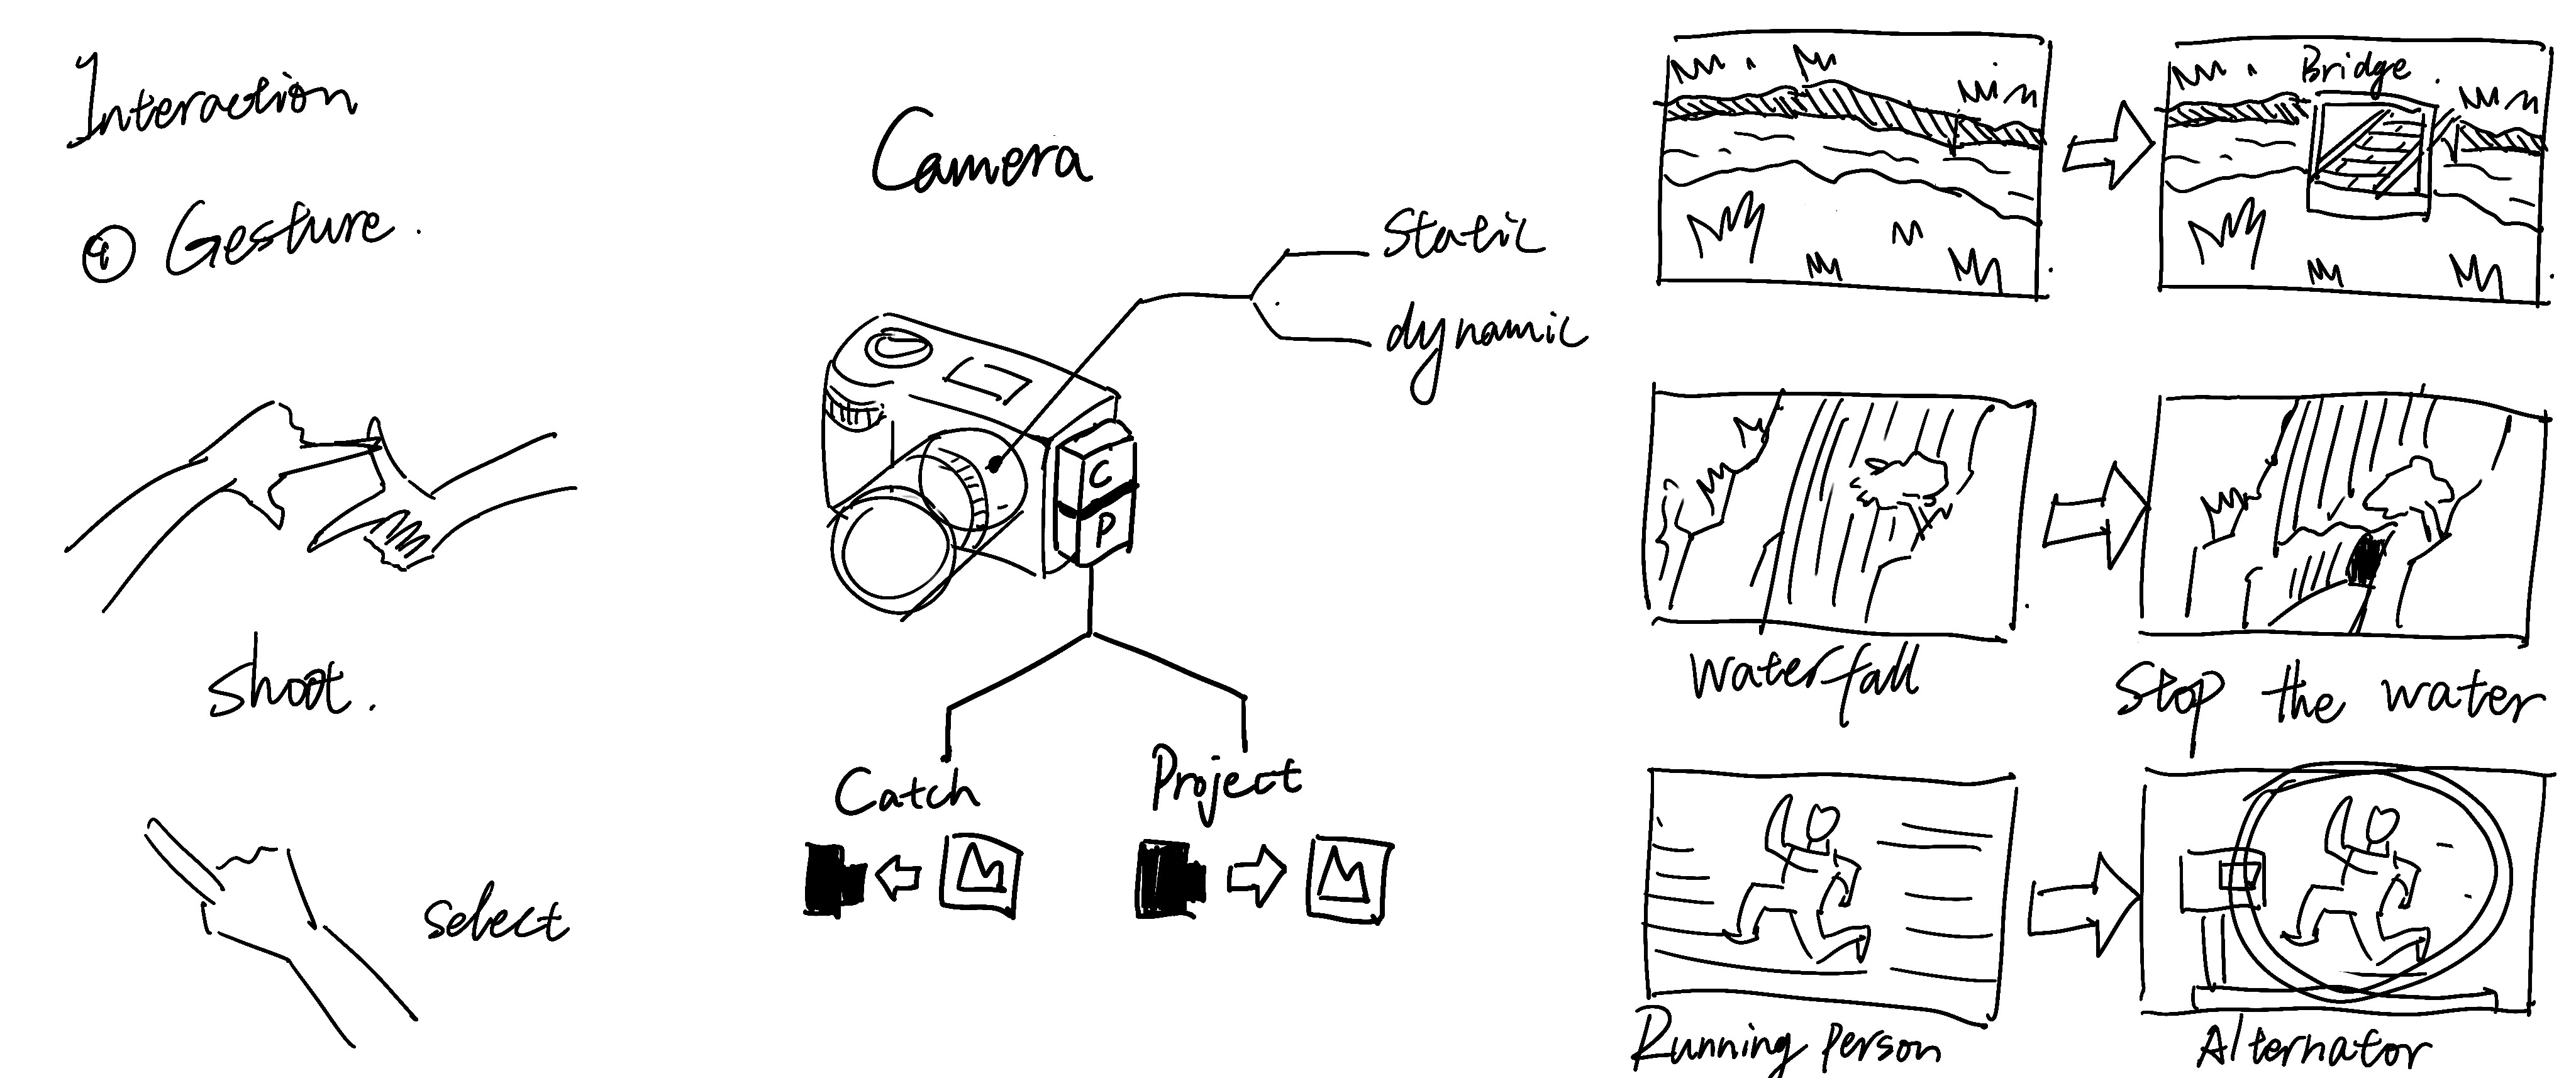 Interaction
① Gesture.
shoot.
select
Camera
static
dynamic
C
P
Catch
Project
Bridge
waterfall
Stop the water
Running person
Alternator